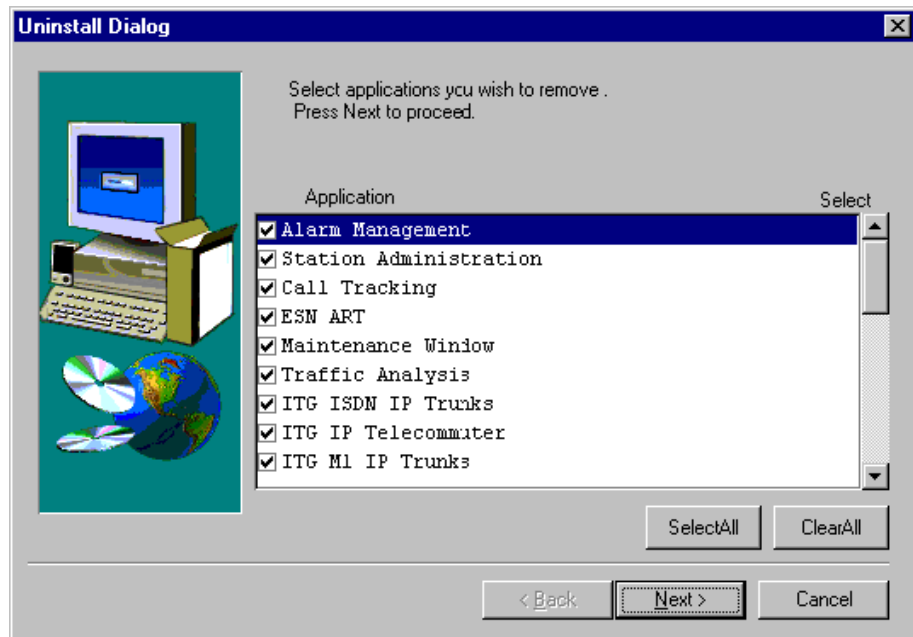 Uninstall Dialog
Select applications you wish to remove .
Press Next to proceed.
Application Select
Alarm Management
Station Administration
Call Tracking
ESN ART
Maintenance Window
Traffic Analysis
ITG ISDN IP Trunks
ITG IP Telecommuter
ITG M1 IP Trunks
SelectAll ClearAll
< Back Next > Cancel